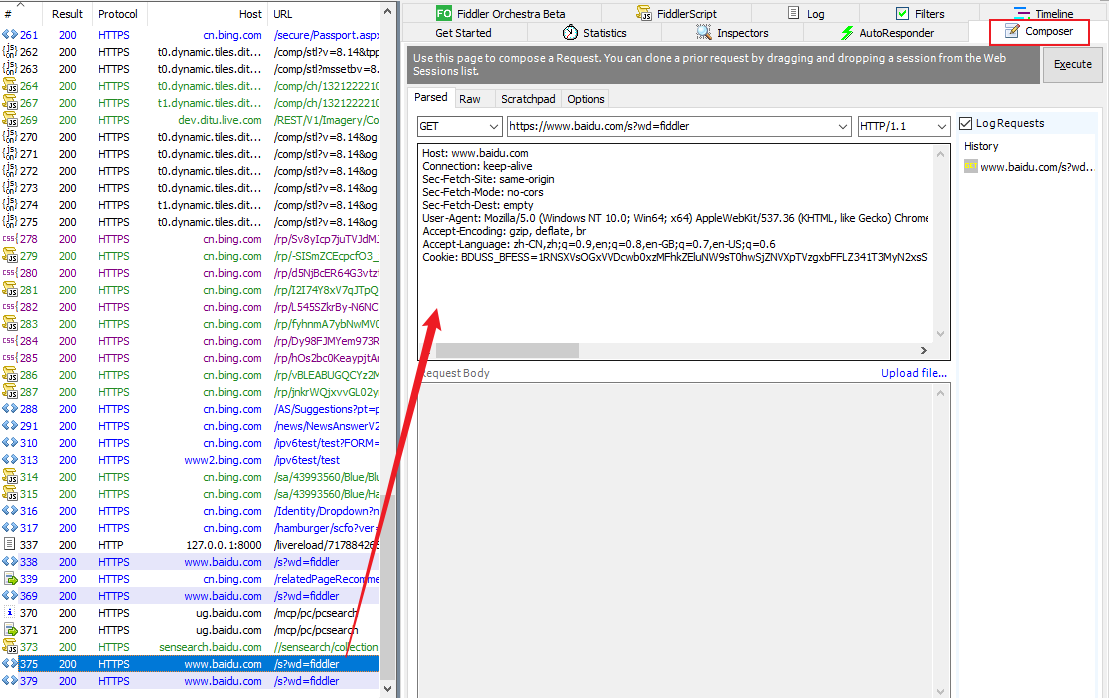 # Result Protocol Host URL
261 200 HTTPS cn.bing.com /secure/Passport.aspx
262 200 HTTPS t0.dynamic.tiles.dit... /comp/stl?v=8.14&tpp
263 200 HTTPS t0.dynamic.tiles.dit... /comp/stl?mssetbv=8.
264 200 HTTPS t0.dynamic.tiles.dit... /comp/ch/1321222210
267 200 HTTPS t1.dynamic.tiles.dit... /comp/ch/1321222210
269 200 HTTPS dev.ditu.live.com /REST/V1/Imagery/Co
270 200 HTTPS t0.dynamic.tiles.dit... /comp/stl?v=8.14&og
271 200 HTTPS t0.dynamic.tiles.dit... /comp/stl?v=8.14&og
272 200 HTTPS t0.dynamic.tiles.dit... /comp/stl?v=8.14&og
273 200 HTTPS t0.dynamic.tiles.dit... /comp/stl?v=8.14&og
274 200 HTTPS t1.dynamic.tiles.dit... /comp/stl?v=8.14&og
275 200 HTTPS t0.dynamic.tiles.dit... /comp/stl?v=8.14&og
278 200 HTTPS cn.bing.com /rp/Sv8yIcp7juTVJdMJ
279 200 HTTPS cn.bing.com /rp/-SISmZCEcpcfO3_
280 200 HTTPS cn.bing.com /rp/d5NjBcER64G3vtzf
281 200 HTTPS cn.bing.com /rp/I2I74Y8xV7qJTpQ
282 200 HTTPS cn.bing.com /rp/L545SZkrBy-N6NC
283 200 HTTPS cn.bing.com /rp/fyhnmA7ybNwMV0
284 200 HTTPS cn.bing.com /rp/Dy98FJMYem973R
285 200 HTTPS cn.bing.com /rp/hOs2bc0KeaypjtAr
286 200 HTTPS cn.bing.com /rp/vBLEABUGQCYz2M
287 200 HTTPS cn.bing.com /rp/jnkrWQjxvvGL02y
288 200 HTTPS cn.bing.com /AS/Suggestions?pt=p
291 200 HTTPS cn.bing.com /news/NewsAnswerV2
310 200 HTTPS cn.bing.com /ipv6test/test?FORM=
313 200 HTTPS www2.bing.com /ipv6test/test
314 200 HTTPS cn.bing.com /sa/43993560/Blue/Blu
315 200 HTTPS cn.bing.com /sa/43993560/Blue/Ha
316 200 HTTPS cn.bing.com /Identity/Dropdown?n
317 200 HTTPS cn.bing.com /hamburger/scfo?ver=
337 200 HTTP 127.0.0.1:8000 /livereload/717884265
338 200 HTTPS www.baidu.com /s?wd=fiddler
339 200 HTTPS cn.bing.com /relatedPageRecomme
369 200 HTTPS www.baidu.com /s?wd=fiddler
370 200 HTTPS ug.baidu.com /mcp/pc/pcsearch
371 200 HTTPS ug.baidu.com /mcp/pc/pcsearch
373 200 HTTPS sensearch.baidu.com //sensearch/collection
375 200 HTTPS www.baidu.com /s?wd=fiddler
379 200 HTTPS www.baidu.com /s?wd=fiddler
FO Fiddler Orchestra Beta FiddlerScript Log Filters Timeline
Get Started Statistics Inspectors AutoResponder Composer
Use this page to compose a Request. You can clone a prior request by dragging and dropping a session from the Web
Sessions list.
Execute
Parsed Raw Scratchpad Options
GET https://www.baidu.com/s?wd=fiddler HTTP/1.1
Log Requests
History
www.baidu.com/s?wd...
Host: www.baidu.com
Connection: keep-alive
Sec-Fetch-Site: same-origin
Sec-Fetch-Mode: no-cors
Sec-Fetch-Dest: empty
User-Agent: Mozilla/5.0 (Windows NT 10.0; Win64; x64) AppleWebKit/537.36 (KHTML, like Gecko) Chrome
Accept-Encoding: gzip, deflate, br
Accept-Language: zh-CN,zh;q=0.9,en;q=0.8,en-GB;q=0.7,en-US;q=0.6
Cookie: BDUSS_BFESS=1RNSXVsOGxVVDcwb0xzMFhkZEluNW9sT0hwSjZNVXpTVzgxbFFLZ341T3MyN2xsS
Request Body Upload file...